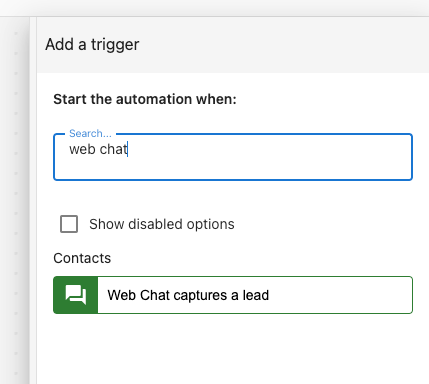 Add a trigger
Start the automation when:
Search...
web chat
Show disabled options
Contacts
Web Chat captures a lead